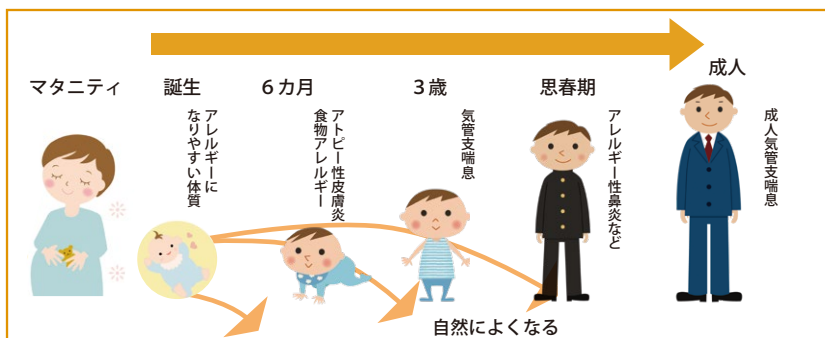 マタニティ
誕生
6カ月
3歳
思春期
成人
アレルギーに
なりやすい体質
アトピー性皮膚炎
食物アレルギー
気管支喘息
アレルギー性鼻炎など
成人気管支喘息
自然によくなる